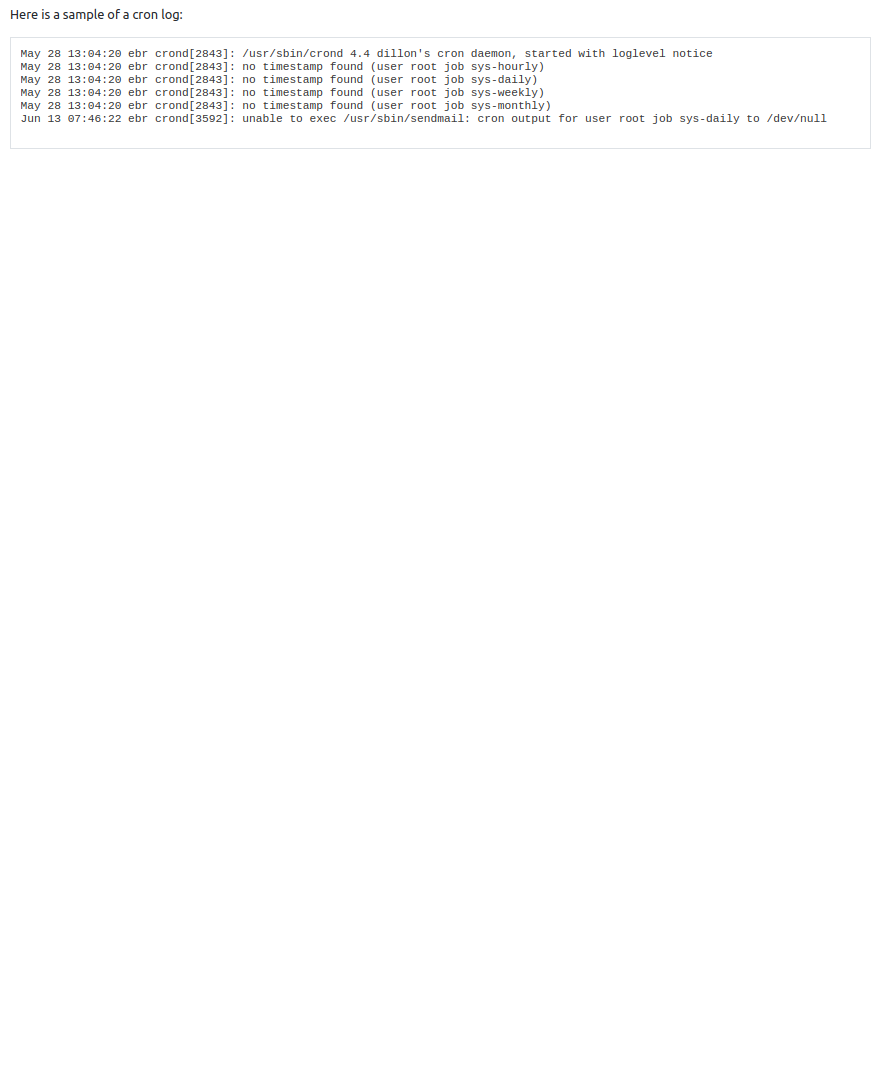 Here is a sample of a cron log:
May 28 13:04:20 ebr crond[2843]: /usr/sbin/crond 4.4 dillon's cron daemon, started with loglevel notice
May 28 13:04:20 ebr crond[2843]: no timestamp found (user root job sys-hourly)
May 28 13:04:20 ebr crond[2843]: no timestamp found (user root job sys-daily)
May 28 13:04:20 ebr crond[2843]: no timestamp found (user root job sys-weekly)
May 28 13:04:20 ebr crond[2843]: no timestamp found (user root job sys-monthly)
Jun 13 07:46:22 ebr crond[3592]: unable to exec /usr/sbin/sendmail: cron output for user root job sys-daily to /dev/null